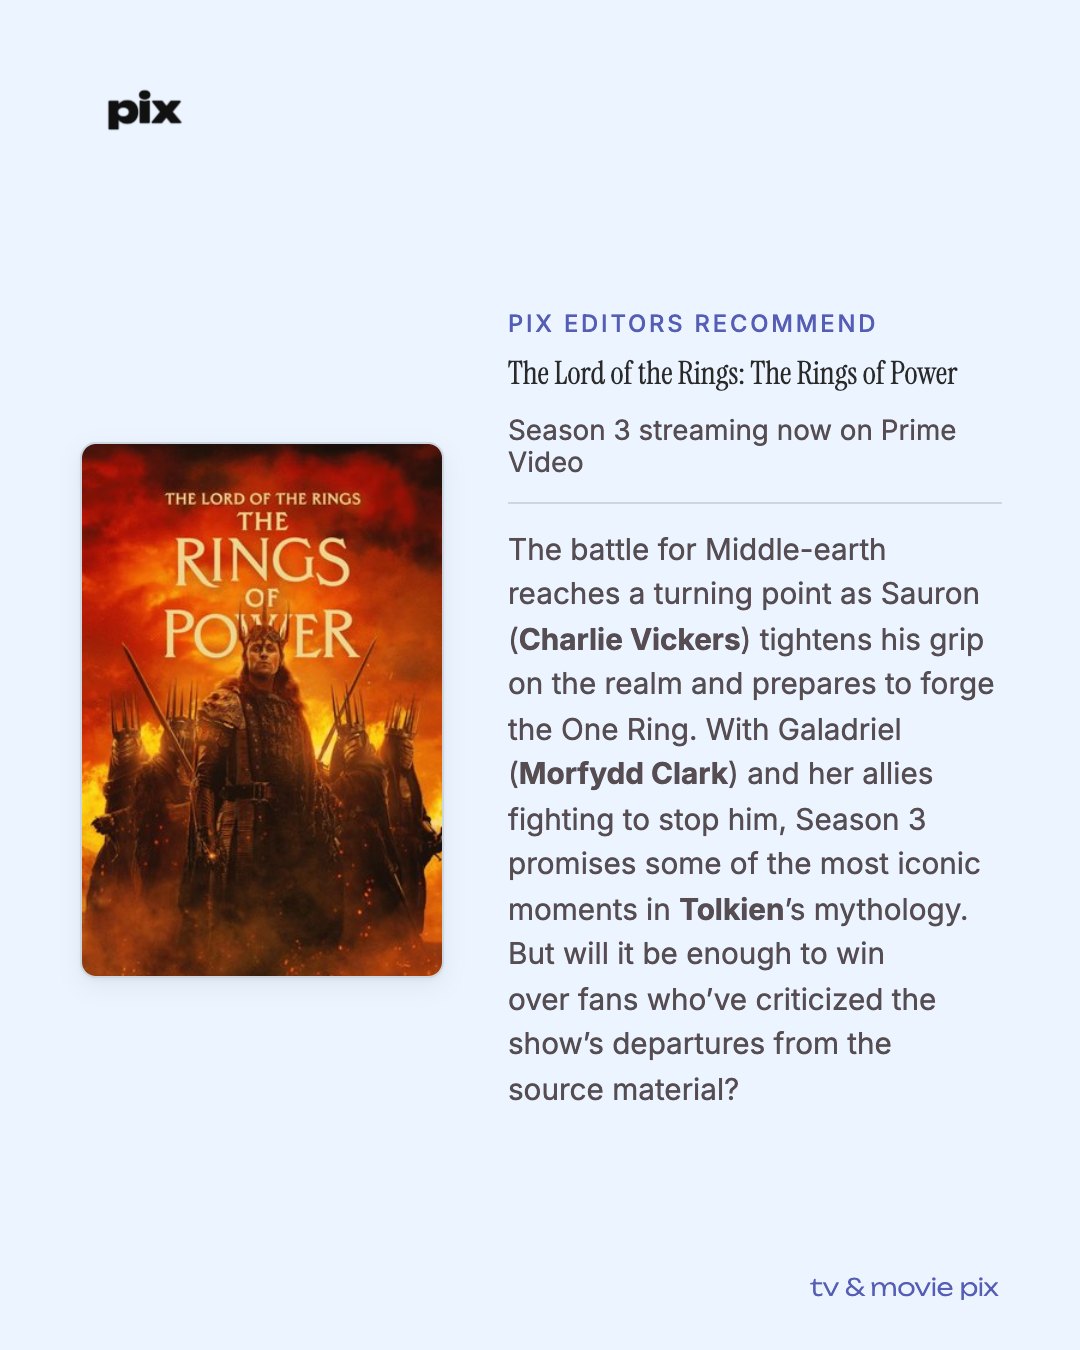 pix
PIX EDITORS RECOMMEND
The Lord of the Rings: The Rings of Power
Season 3 streaming now on Prime
Video
THE LORD OF THE RINGS
THE
RINGS
OF
POWER
The battle for Middle-earth
reaches a turning point as Sauron
(Charlie Vickers) tightens his grip
on the realm and prepares to forge
the One Ring. With Galadriel
(Morfydd Clark) and her allies
fighting to stop him, Season 3
promises some of the most iconic
moments in Tolkien’s mythology.
But will it be enough to win
over fans who’ve criticized the
show’s departures from the
source material?
tv & movie pix